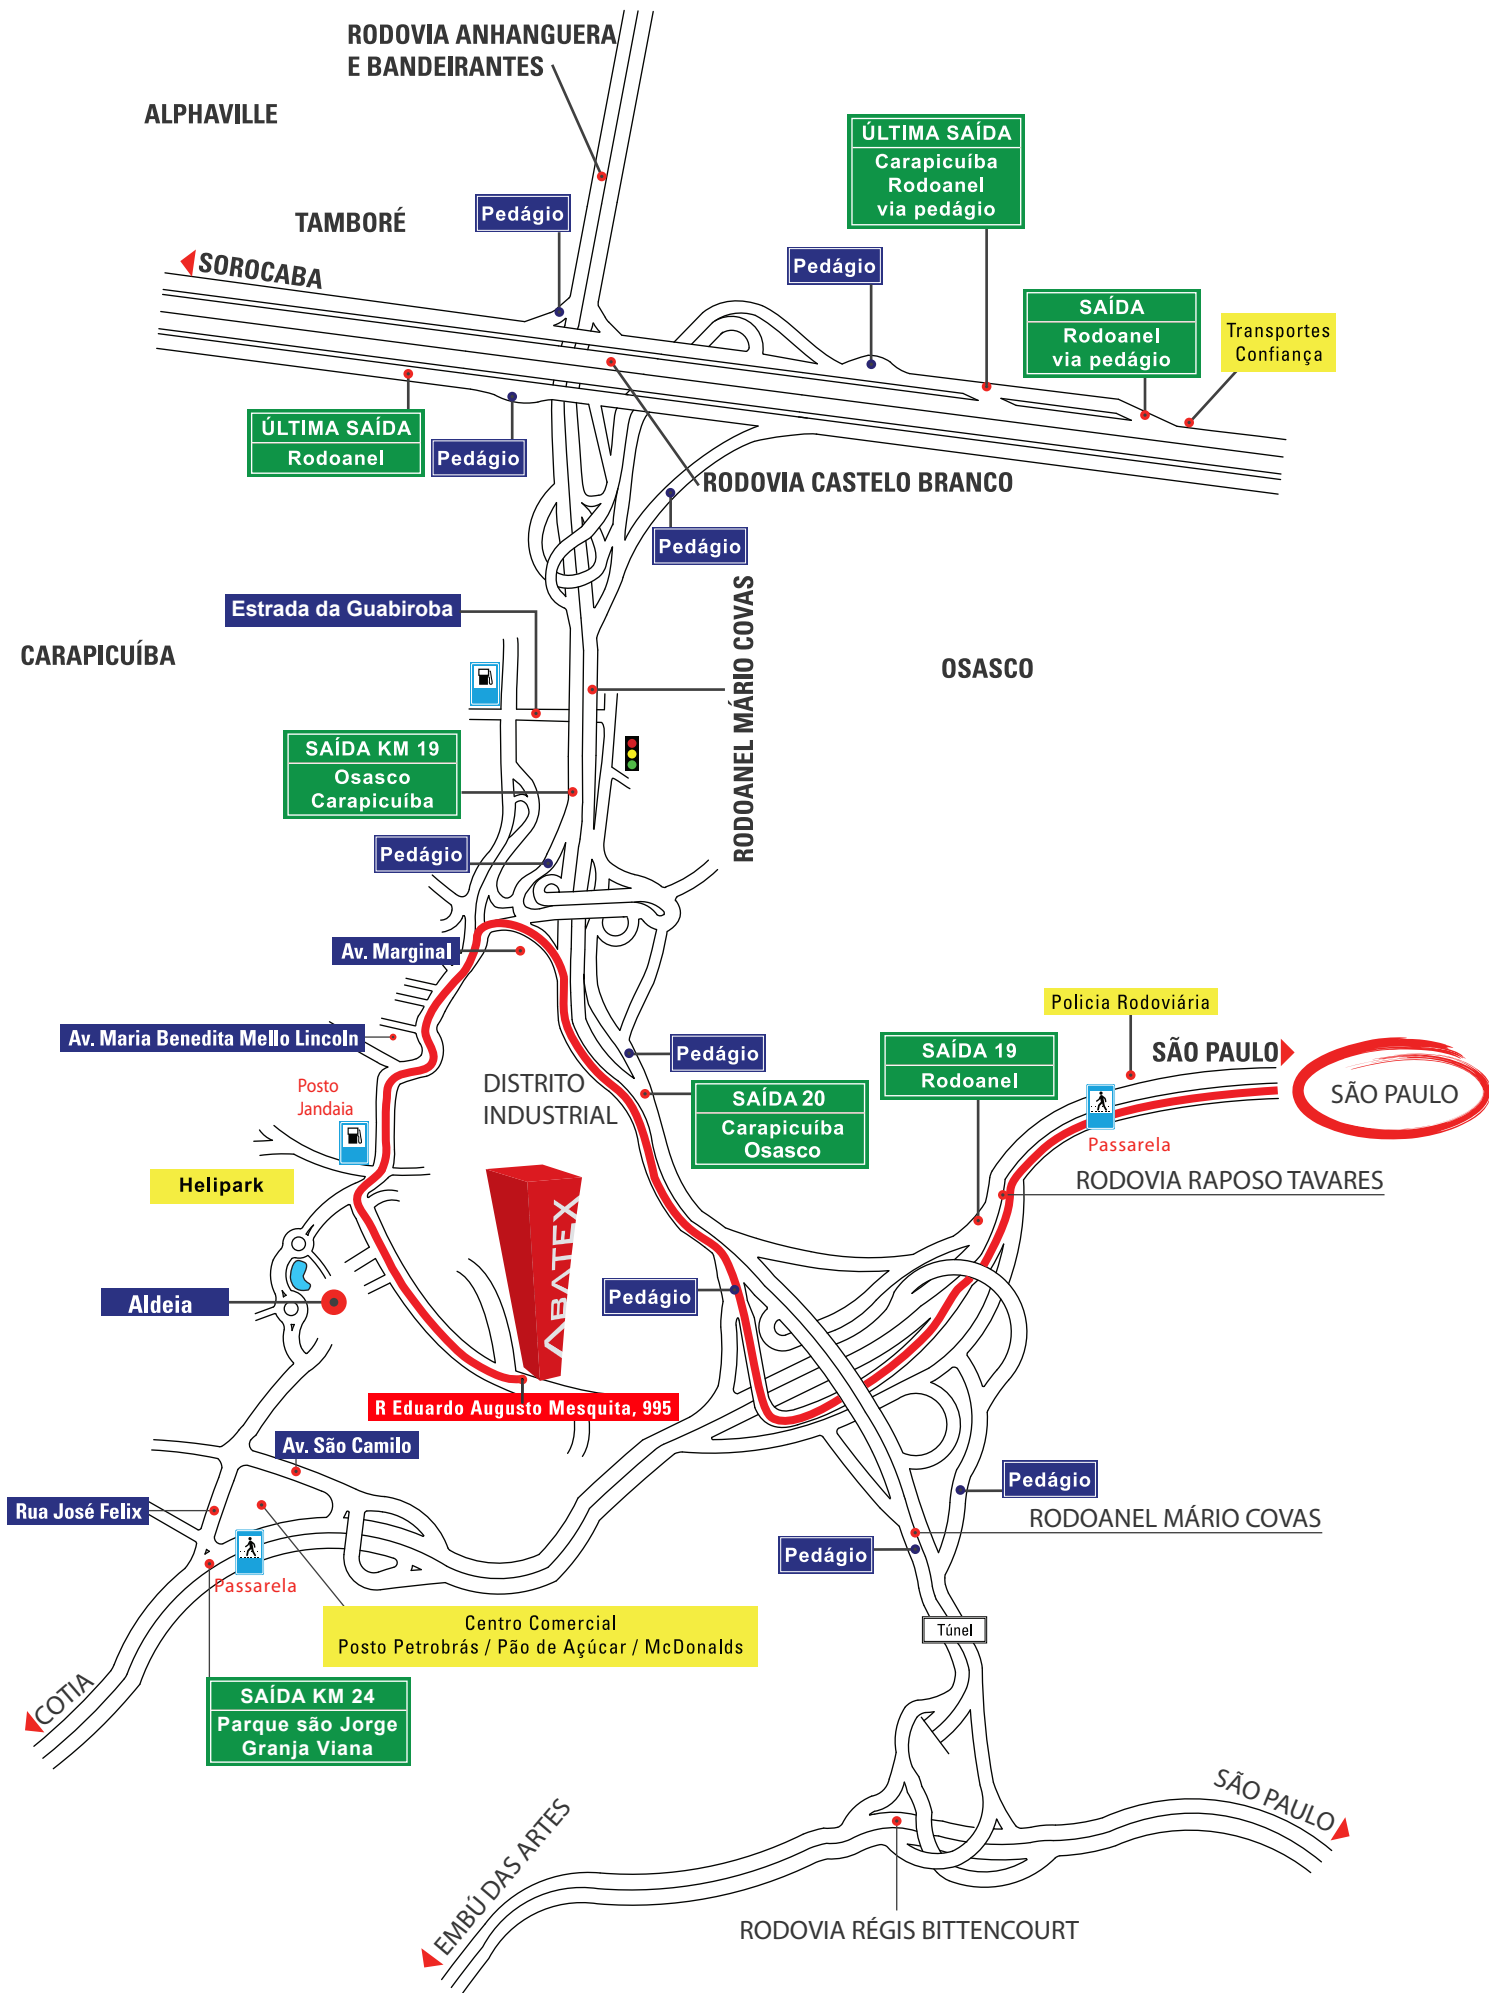 RODOVIA ANHANGUERA
E BANDEIRANTES
ALPHAVILLE
ÚLTIMA SAÍDA
Carapicuíba
Rodoanel
via pedágio
Pedágio
TAMBORÉ
SOROCABA
Pedágio
SAÍDA
Rodoanel
via pedágio
Transportes
Confiança
ÚLTIMA SAÍDA
Rodoanel
Pedágio
RODOVIA CASTELO BRANCO
Pedágio
Estrada da Guabiroba
CARAPICUÍBA
OSASCO
RODOANEL MÁRIO COVAS
SAÍDA KM 19
Osasco
Carapicuíba
Pedágio
Av. Marginal
Policia Rodoviária
Av. Maria Benedita Mello Lincoln
Pedágio
SAÍDA 19
Rodoanel
SÃO PAULO
SÃO PAULO
Posto
Jandaia
DISTRITO
INDUSTRIAL
SAÍDA 20
Carapicuíba
Osasco
Passarela
Helipark
RODOVIA RAPOSO TAVARES
ABATEX
Aldeia
Pedágio
R Eduardo Augusto Mesquita, 995
Av. São Camilo
Pedágio
Rua José Felix
RODOANEL MÁRIO COVAS
Pedágio
Passarela
Centro Comercial
Posto Petrobrás / Pão de Açúcar / McDonalds
Túnel
COTIA
SAÍDA KM 24
Parque são Jorge
Granja Viana
SÃO PAULO
EMBÚ DAS ARTES
RODOVIA RÉGIS BITTENCOURT